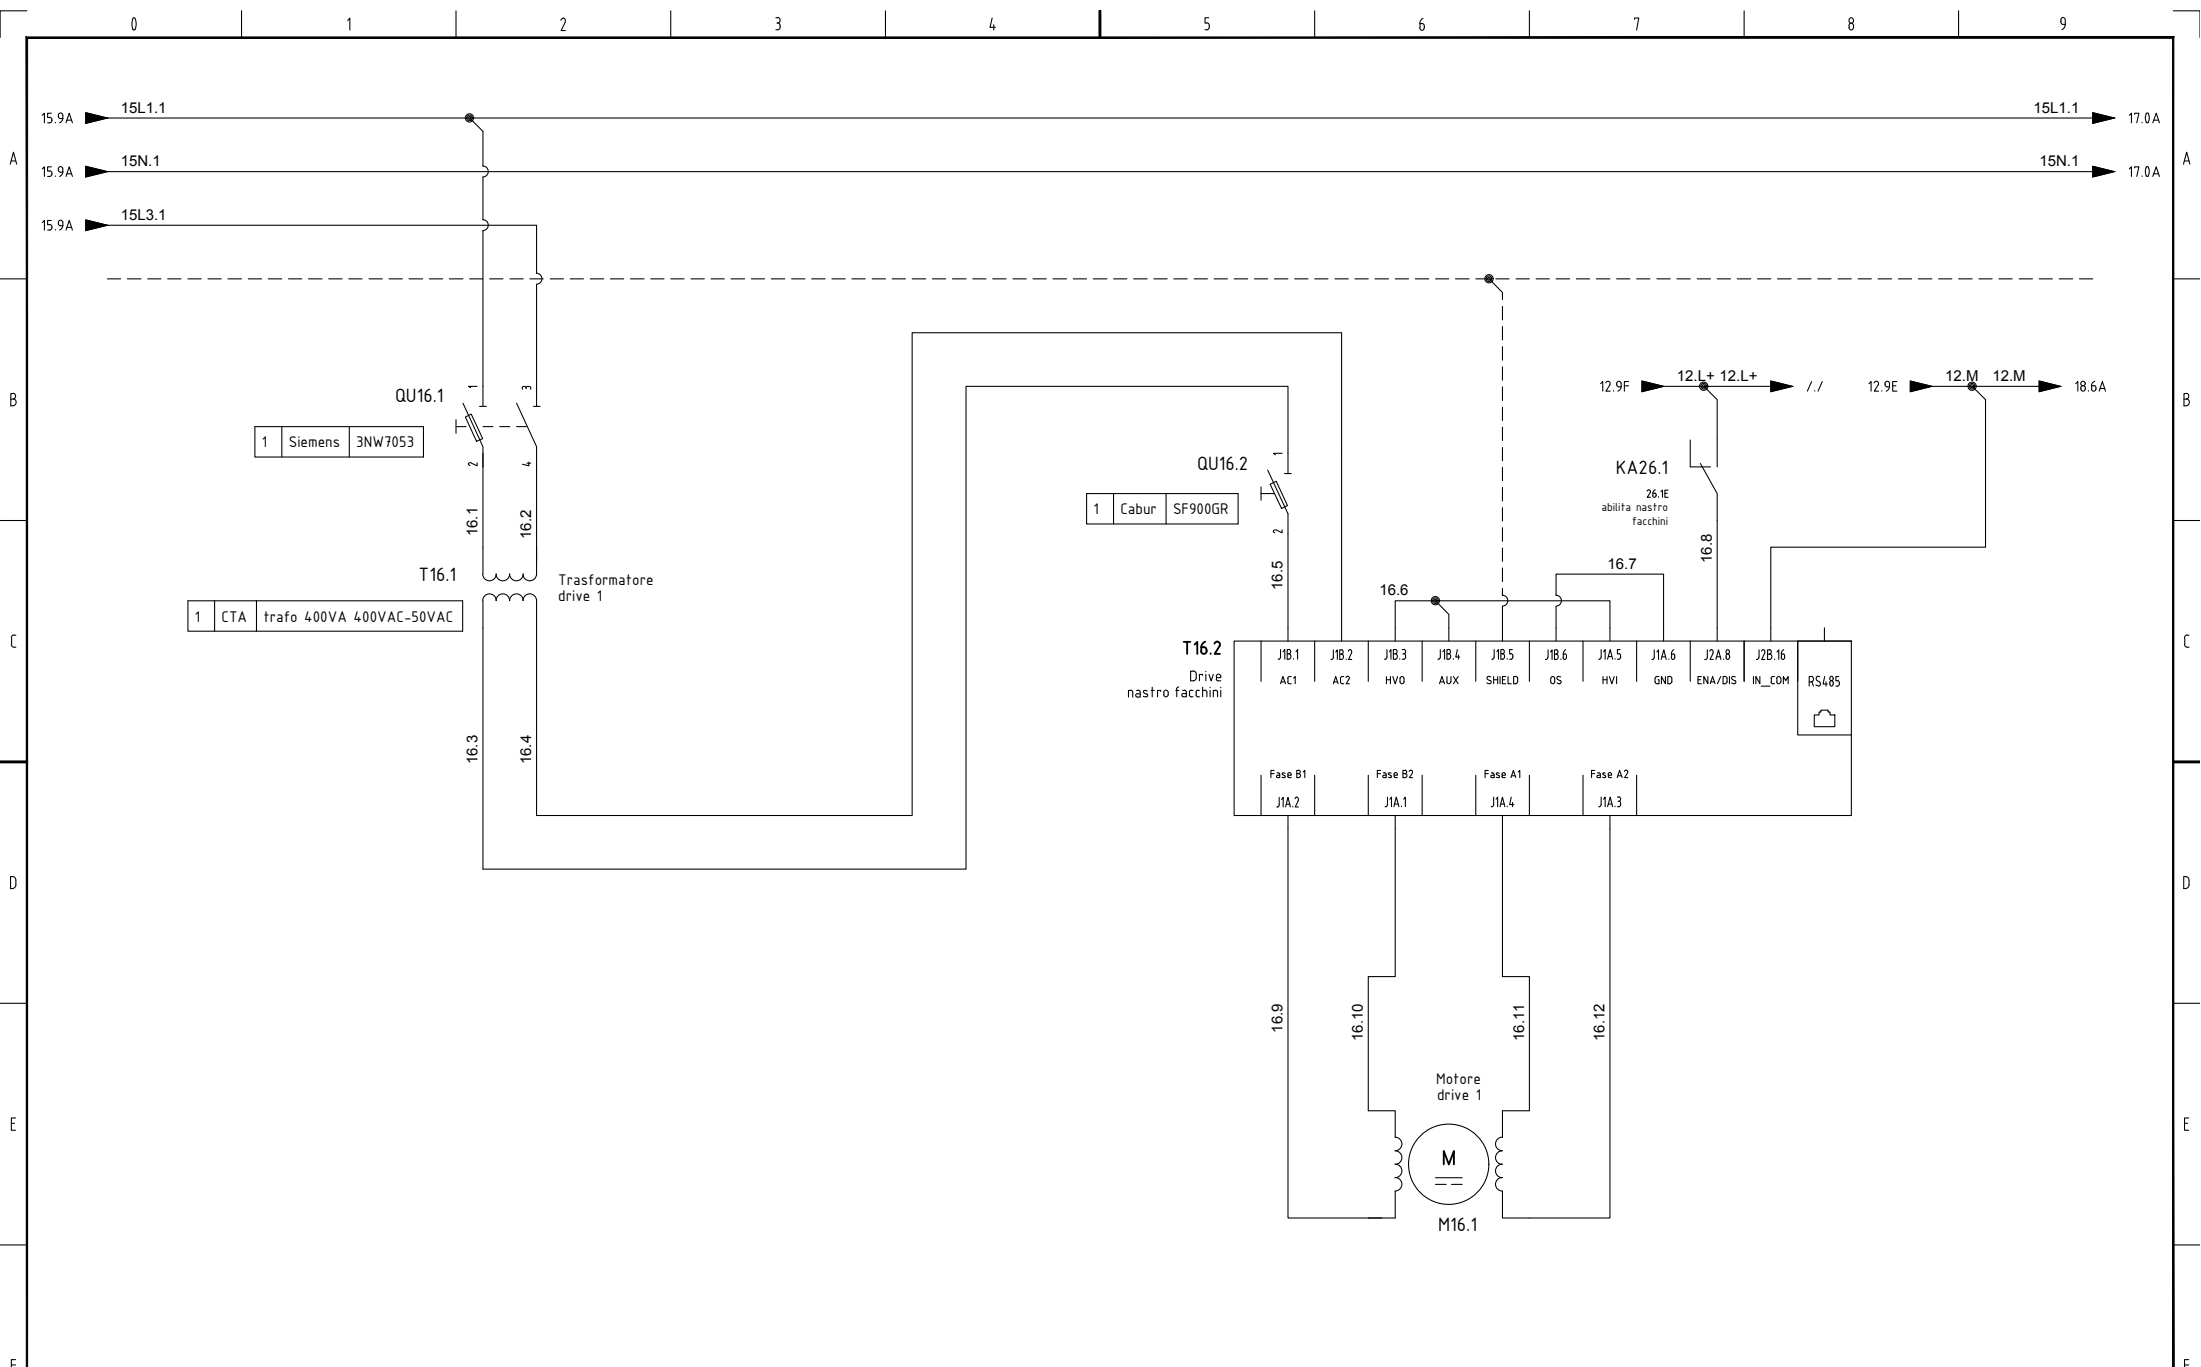 0 1 2 3 4 5 6 7 8 9
15L1.1 15L1.1
15.9A 17.0A
A A
15N.1 15N.1
15.9A 17.0A
15L3.1
15.9A
12.L+ 12.L+ 12.M 12.M
12.9F /./ 12.9E 18.6A
B B
QU16.1 1 3
1 Siemens 3NW7053
2 4
QU16.2 1
KA26.1
26.1E
abilita nastro
facchini
1 Cabur SF900GR
2
16.1 16.2
16.8
16.5
16.7
16.6
T16.1
Trasformatore
drive 1
1 CTA trafo 400VA 400VAC-50VAC
C C
T16.2
Drive
nastro facchini
J1B.1 J1B.2 J1B.3 J1B.4 J1B.5 J1B.6 J1A.5 J1A.6 J2A.8 J2B.16
AC1 AC2 HVO AUX SHIELD OS HVI GND ENA/DIS IN_COM RS485
16.3 16.4
Fase B1 Fase B2 Fase A1 Fase A2
J1A.2 J1A.1 J1A.4 J1A.3
D D
16.9 16.10 16.11 16.12
Motore
drive 1
E E
M
M16.1